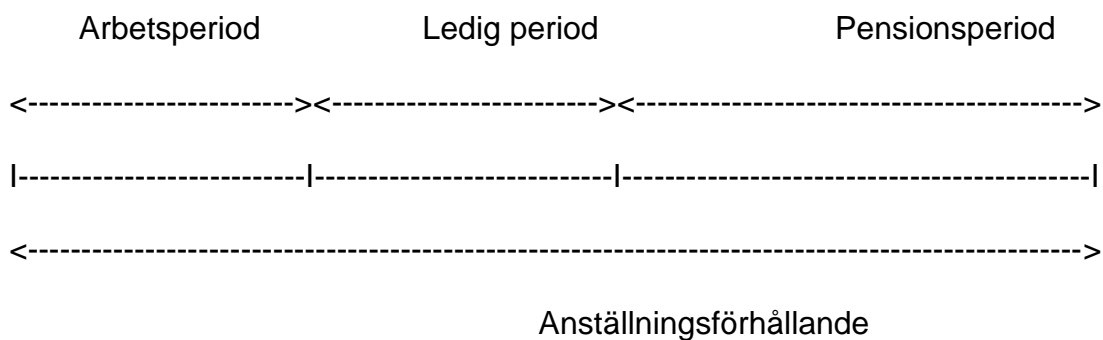 Arbetsperiod Ledig period Pensionsperiod
<--------------------------><--------------------------><-------------------------------------------->
|---------------------------|----------------------------|---------------------------------------------|
<------------------------------------------------------------------------------------------------------>
Anställningsförhållande